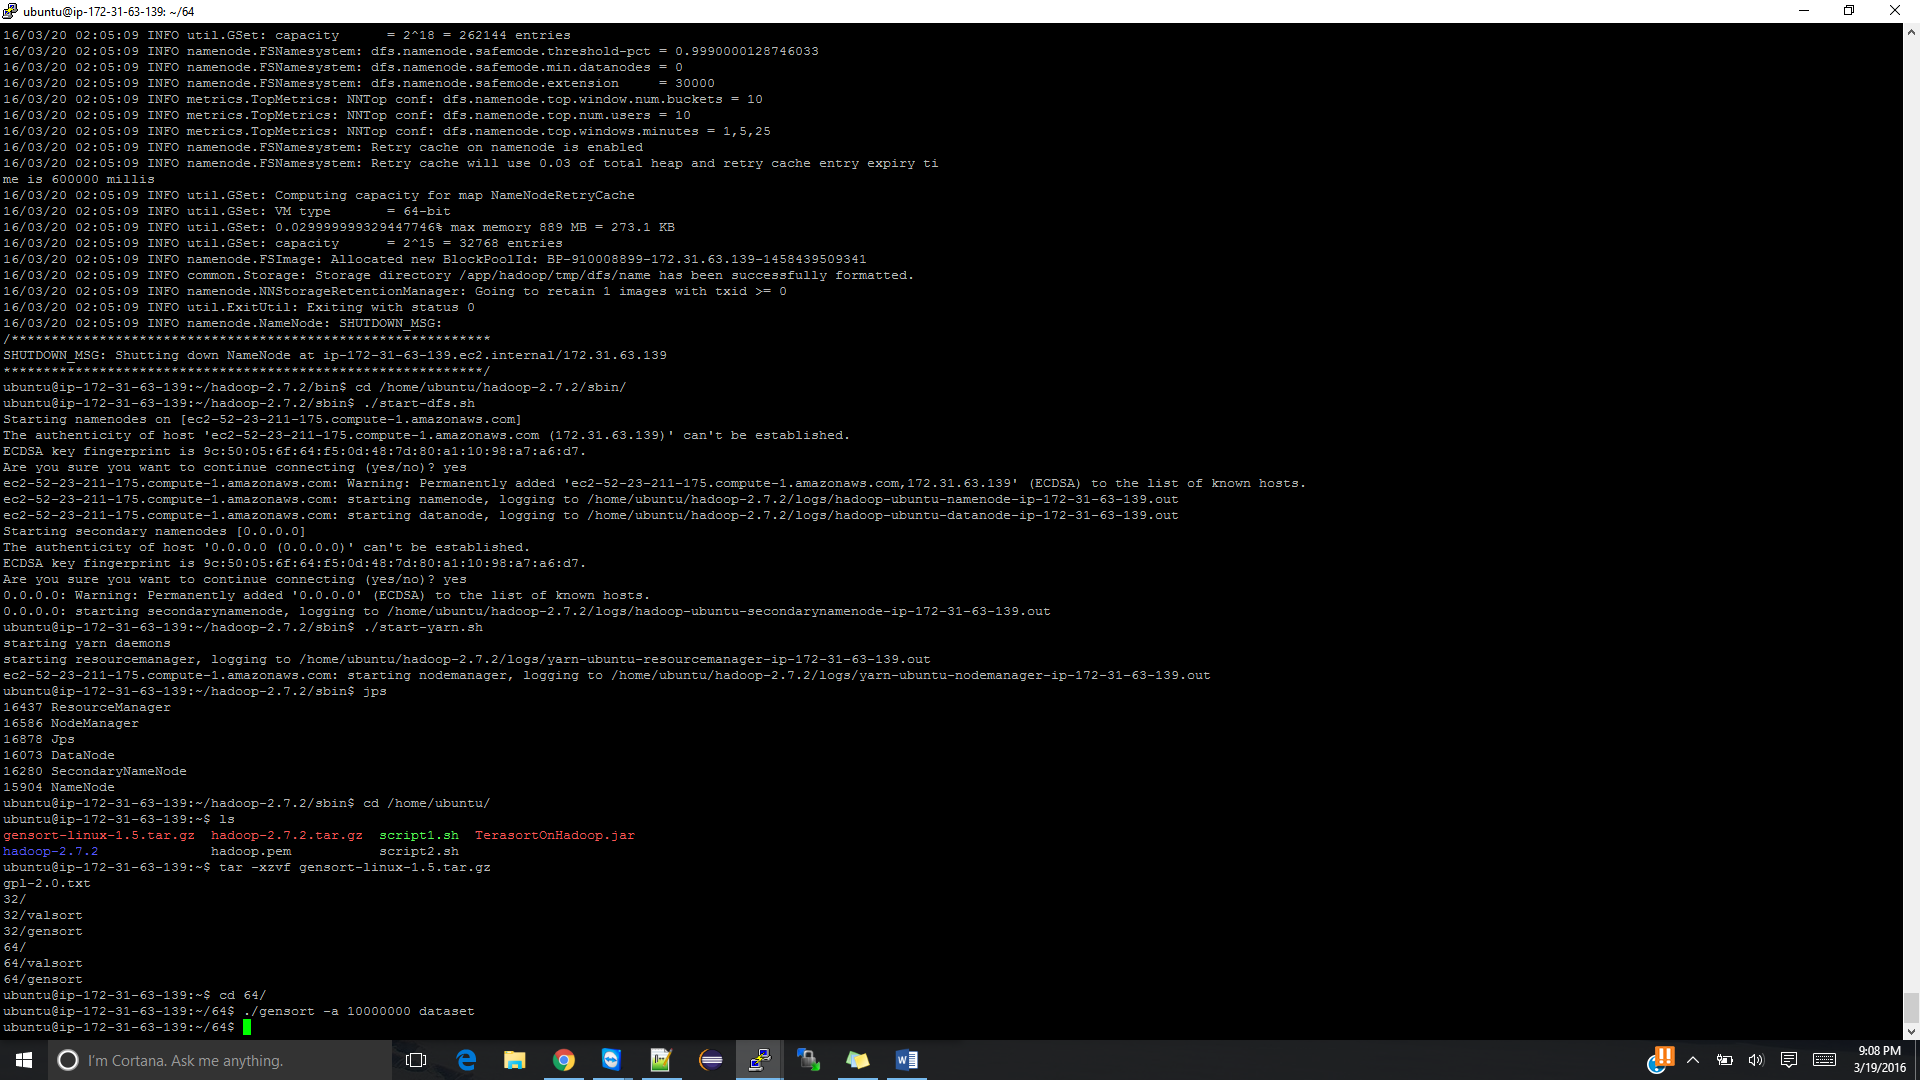 ubuntu@ip-172-31-63-139: ~/64
16/03/20 02:05:09 INFO util.GSet: capacity      = 2^18 = 262144 entries
16/03/20 02:05:09 INFO namenode.FSNamesystem: dfs.namenode.safemode.threshold-pct = 0.9990000128746033
16/03/20 02:05:09 INFO namenode.FSNamesystem: dfs.namenode.safemode.min.datanodes = 0
16/03/20 02:05:09 INFO namenode.FSNamesystem: dfs.namenode.safemode.extension     = 30000
16/03/20 02:05:09 INFO metrics.TopMetrics: NNTop conf: dfs.namenode.top.window.num.buckets = 10
16/03/20 02:05:09 INFO metrics.TopMetrics: NNTop conf: dfs.namenode.top.num.users = 10
16/03/20 02:05:09 INFO metrics.TopMetrics: NNTop conf: dfs.namenode.top.windows.minutes = 1,5,25
16/03/20 02:05:09 INFO namenode.FSNamesystem: Retry cache on namenode is enabled
16/03/20 02:05:09 INFO namenode.FSNamesystem: Retry cache will use 0.03 of total heap and retry cache entry expiry ti
me is 600000 millis
16/03/20 02:05:09 INFO util.GSet: Computing capacity for map NameNodeRetryCache
16/03/20 02:05:09 INFO util.GSet: VM type       = 64-bit
16/03/20 02:05:09 INFO util.GSet: 0.029999999329447746% max memory 889 MB = 273.1 KB
16/03/20 02:05:09 INFO util.GSet: capacity      = 2^15 = 32768 entries
16/03/20 02:05:09 INFO namenode.FSImage: Allocated new BlockPoolId: BP-910008899-172.31.63.139-1458439509341
16/03/20 02:05:09 INFO common.Storage: Storage directory /app/hadoop/tmp/dfs/name has been successfully formatted.
16/03/20 02:05:09 INFO namenode.NNStorageRetentionManager: Going to retain 1 images with txid >= 0
16/03/20 02:05:09 INFO util.ExitUtil: Exiting with status 0
16/03/20 02:05:09 INFO namenode.NameNode: SHUTDOWN_MSG:
/************************************************************
SHUTDOWN_MSG: Shutting down NameNode at ip-172-31-63-139.ec2.internal/172.31.63.139
************************************************************/
ubuntu@ip-172-31-63-139:~/hadoop-2.7.2/bin$ cd /home/ubuntu/hadoop-2.7.2/sbin/
ubuntu@ip-172-31-63-139:~/hadoop-2.7.2/sbin$ ./start-dfs.sh
Starting namenodes on [ec2-52-23-211-175.compute-1.amazonaws.com]
The authenticity of host 'ec2-52-23-211-175.compute-1.amazonaws.com (172.31.63.139)' can't be established.
ECDSA key fingerprint is 9c:50:05:6f:64:f5:0d:48:7d:80:a1:10:98:a7:a6:d7.
Are you sure you want to continue connecting (yes/no)? yes
ec2-52-23-211-175.compute-1.amazonaws.com: Warning: Permanently added 'ec2-52-23-211-175.compute-1.amazonaws.com,172.31.63.139' (ECDSA) to the list of known hosts.
ec2-52-23-211-175.compute-1.amazonaws.com: starting namenode, logging to /home/ubuntu/hadoop-2.7.2/logs/hadoop-ubuntu-namenode-ip-172-31-63-139.out
ec2-52-23-211-175.compute-1.amazonaws.com: starting datanode, logging to /home/ubuntu/hadoop-2.7.2/logs/hadoop-ubuntu-datanode-ip-172-31-63-139.out
Starting secondary namenodes [0.0.0.0]
The authenticity of host '0.0.0.0 (0.0.0.0)' can't be established.
ECDSA key fingerprint is 9c:50:05:6f:64:f5:0d:48:7d:80:a1:10:98:a7:a6:d7.
Are you sure you want to continue connecting (yes/no)? yes
0.0.0.0: Warning: Permanently added '0.0.0.0' (ECDSA) to the list of known hosts.
0.0.0.0: starting secondarynamenode, logging to /home/ubuntu/hadoop-2.7.2/logs/hadoop-ubuntu-secondarynamenode-ip-172-31-63-139.out
ubuntu@ip-172-31-63-139:~/hadoop-2.7.2/sbin$ ./start-yarn.sh
starting yarn daemons
starting resourcemanager, logging to /home/ubuntu/hadoop-2.7.2/logs/yarn-ubuntu-resourcemanager-ip-172-31-63-139.out
ec2-52-23-211-175.compute-1.amazonaws.com: starting nodemanager, logging to /home/ubuntu/hadoop-2.7.2/logs/yarn-ubuntu-nodemanager-ip-172-31-63-139.out
ubuntu@ip-172-31-63-139:~/hadoop-2.7.2/sbin$ jps
16437 ResourceManager
16586 NodeManager
16878 Jps
16073 DataNode
16280 SecondaryNameNode
15904 NameNode
ubuntu@ip-172-31-63-139:~/hadoop-2.7.2/sbin$ cd /home/ubuntu/
ubuntu@ip-172-31-63-139:~$ ls
gensort-linux-1.5.tar.gz  hadoop-2.7.2.tar.gz  script1.sh  TerasortOnHadoop.jar
hadoop-2.7.2              hadoop.pem           script2.sh
ubuntu@ip-172-31-63-139:~$ tar -xzvf gensort-linux-1.5.tar.gz
gpl-2.0.txt
32/
32/valsort
32/gensort
64/
64/valsort
64/gensort
ubuntu@ip-172-31-63-139:~$ cd 64/
ubuntu@ip-172-31-63-139:~/64$ ./gensort -a 10000000 dataset
ubuntu@ip-172-31-63-139:~/64$
I'm Cortana. Ask me anything.
9:08 PM
3/19/2016